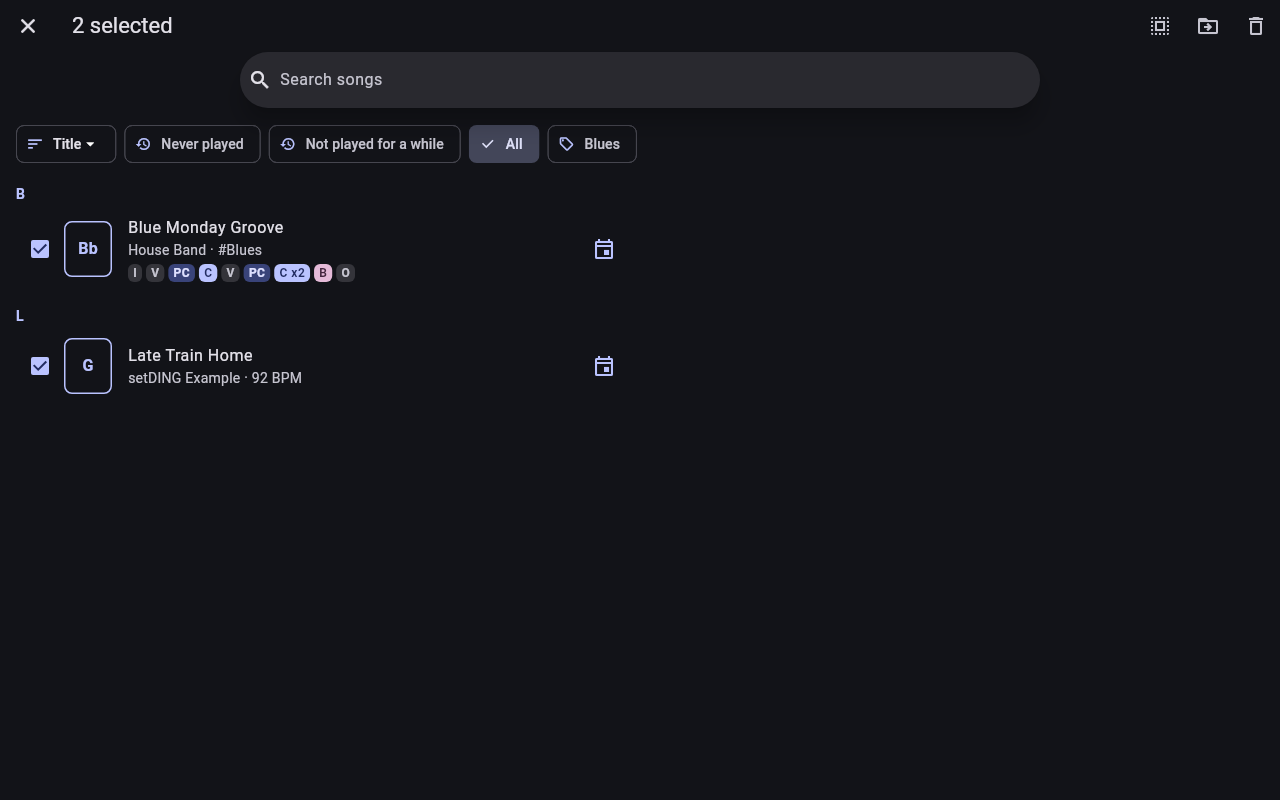 2 selected
Search songs
Title Never played Not played for a while All Blues
B
Bb
Blue Monday Groove
House Band · #Blues
I V PC C V PC C x2 B O
L
G
Late Train Home
setDING Example · 92 BPM